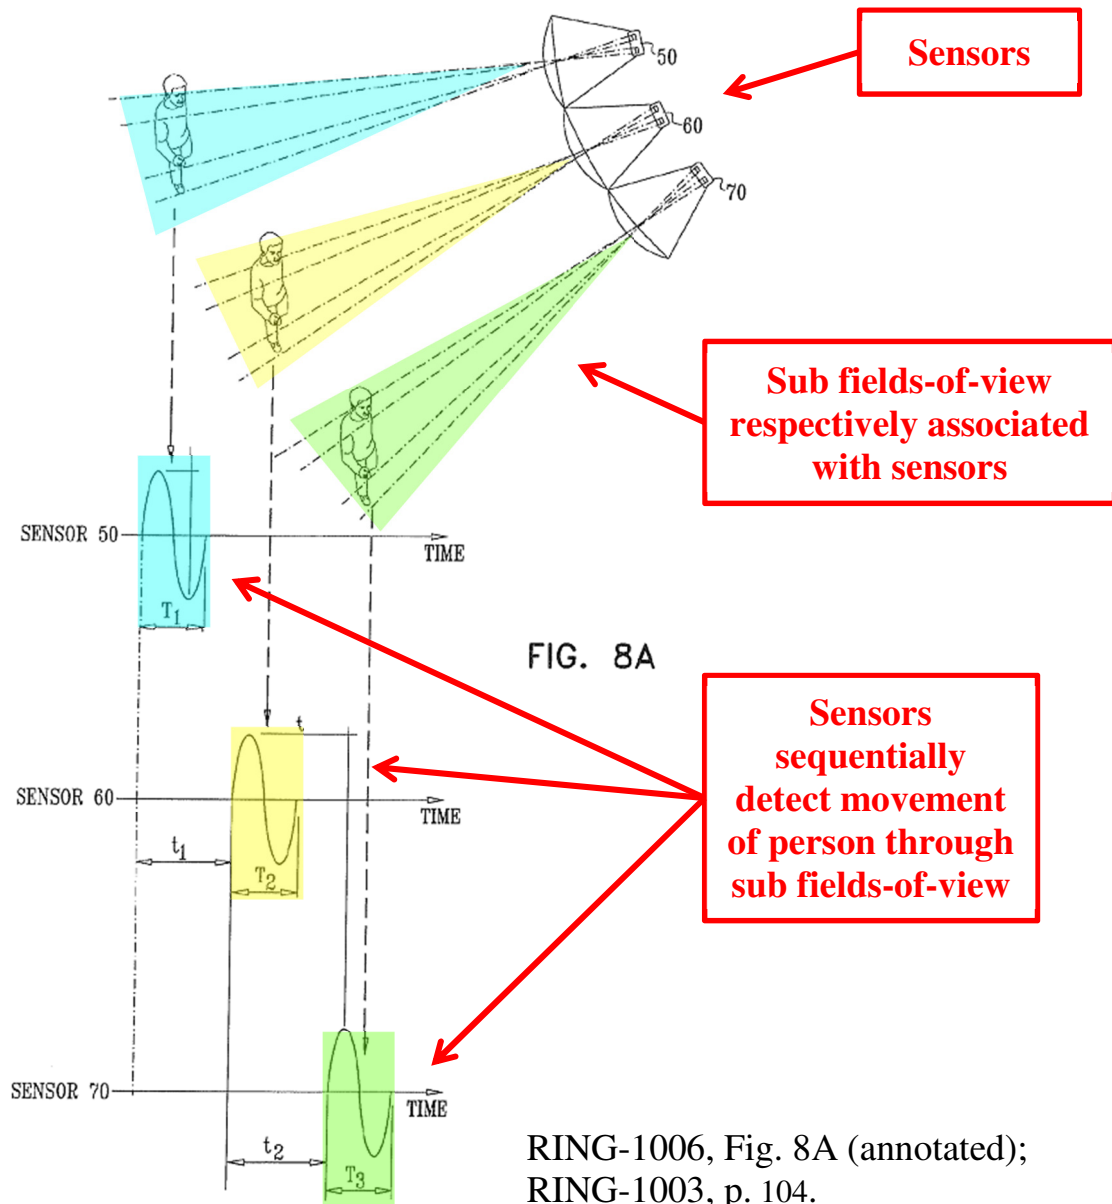 50
Sensors
60
70
Sub fields-of-view
respectively associated
with sensors
SENSOR 50
TIME
T1
FIG. 8A
Sensors
sequentially
detect movement
of person through
sub fields-of-view
t
SENSOR 60
TIME
t1
T2
SENSOR 70
TIME
t2
T3
RING-1006, Fig. 8A (annotated);
RING-1003, p. 104.